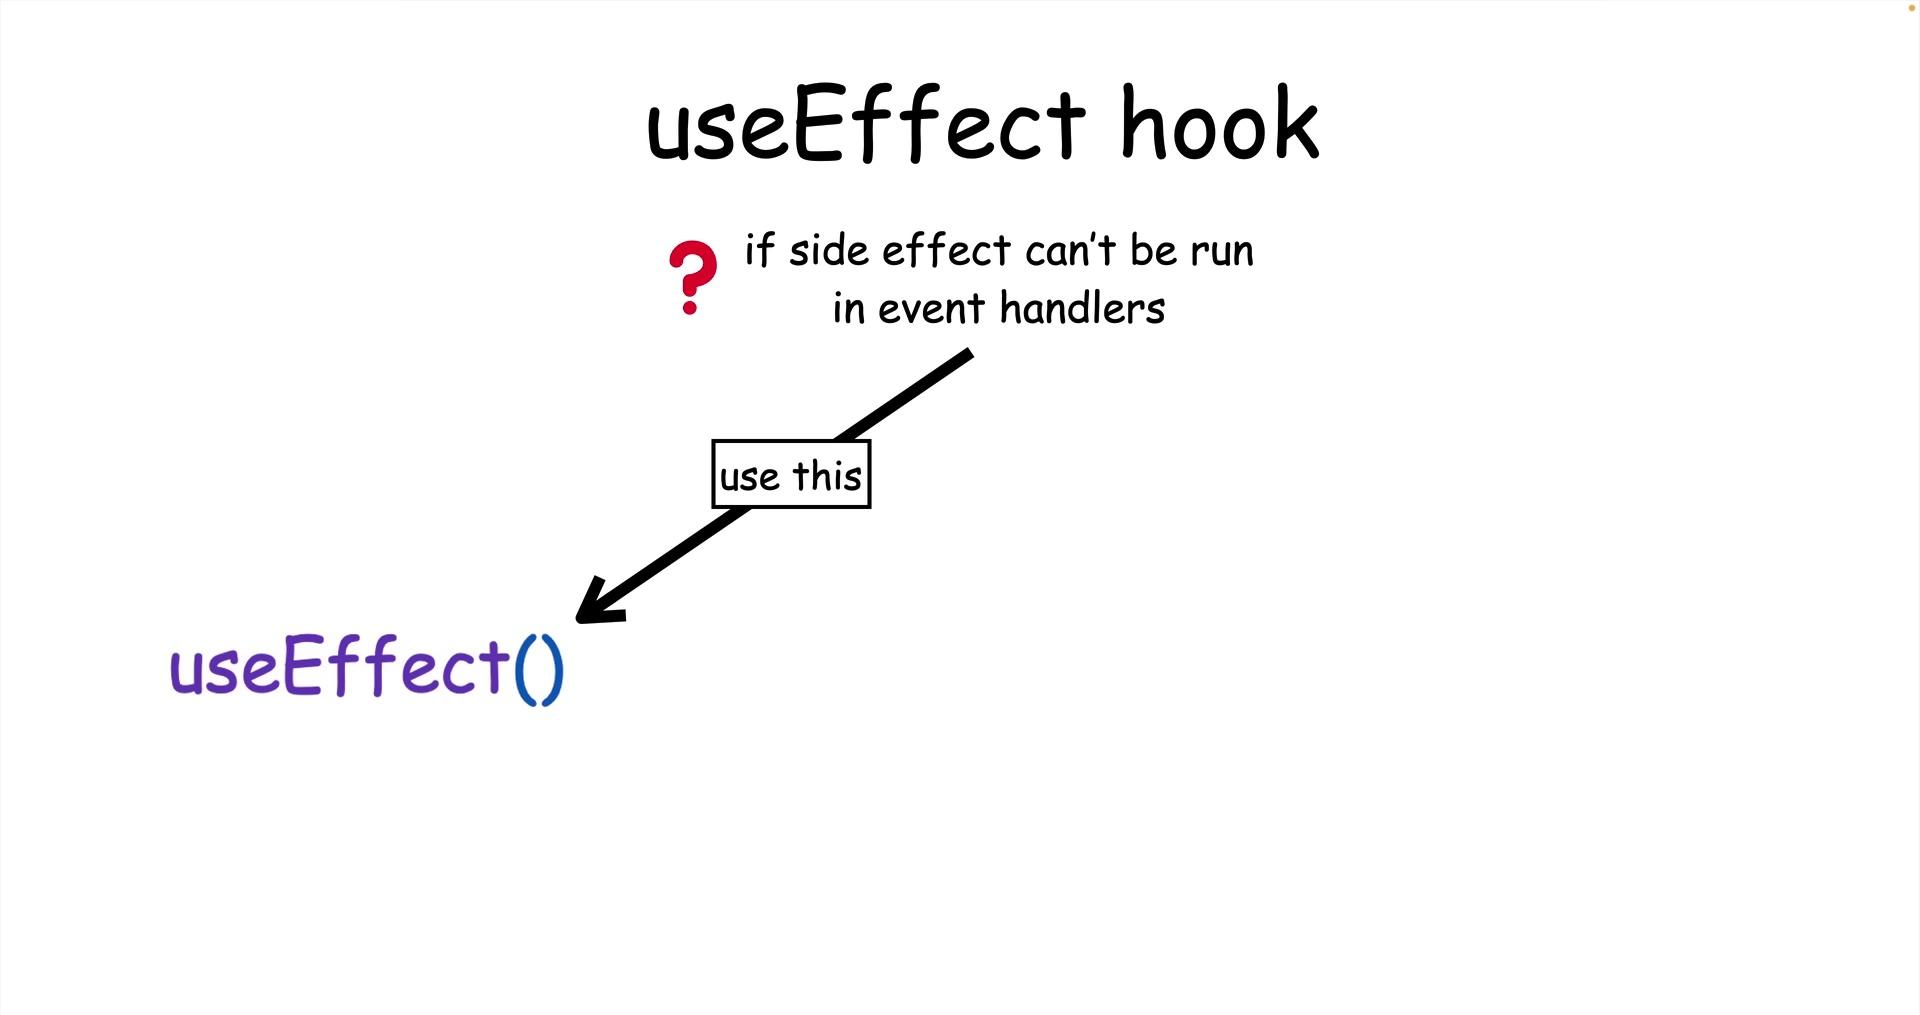 useEffect hook
❓ if side effect can't be run
in event handlers
use this
useEffect()